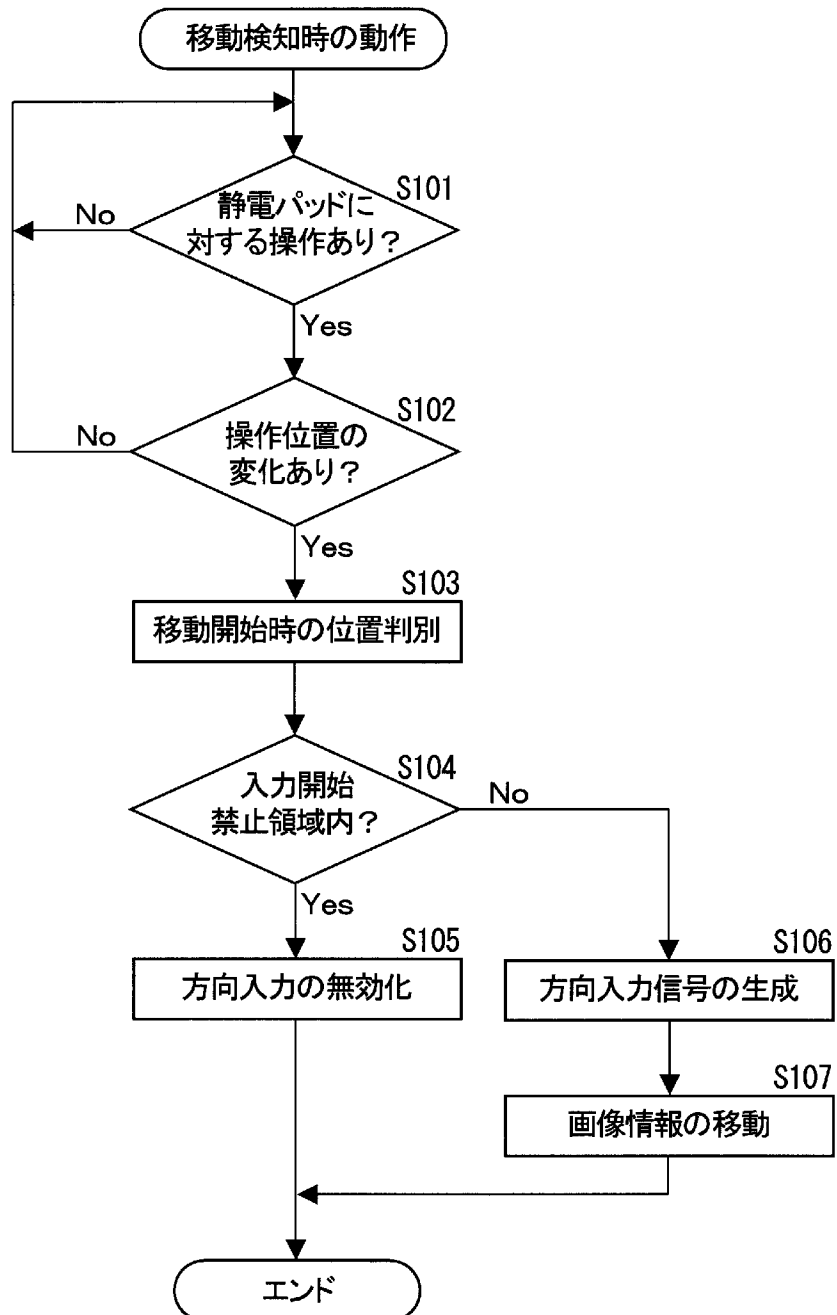 移動検知時の動作
S101
静電パッドに
対する操作あり？
No
Yes
S102
操作位置の
変化あり？
No
Yes
S103
移動開始時の位置判別
S104
入力開始
禁止領域内？
No
Yes
S105
方向入力の無効化
S106
方向入力信号の生成
S107
画像情報の移動
エンド